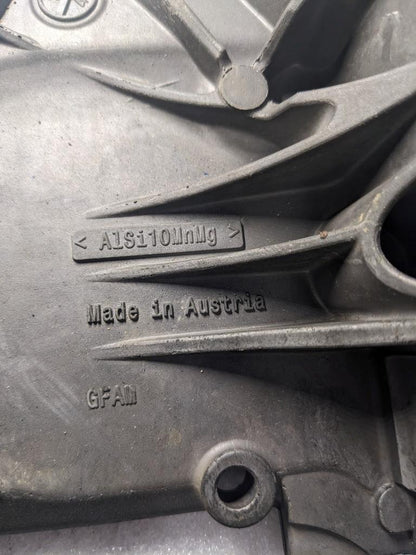 < AlSi10MnMg >
Made in Austria
GFAM